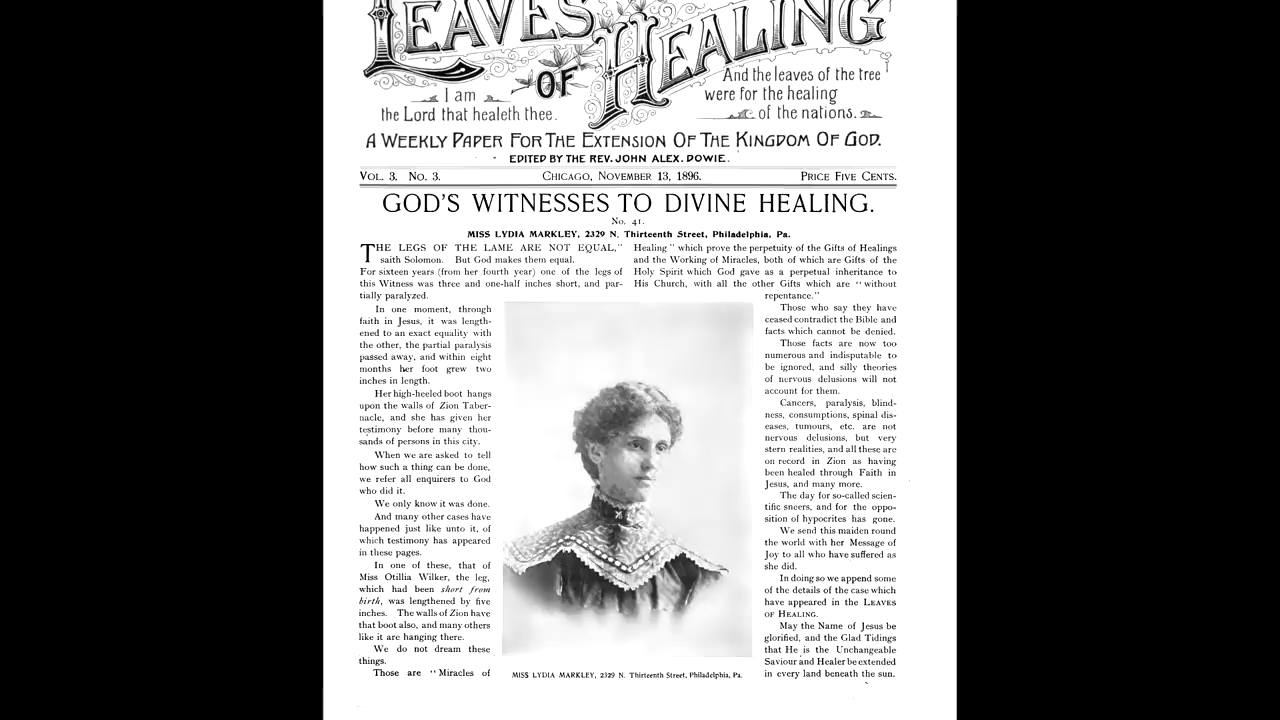 LEAVES OF HEALING
I am
the Lord that healeth thee.
And the leaves of the tree
were for the healing
of the nations.
A WEEKLY PAPER FOR THE EXTENSION OF THE KINGDOM OF GOD.
EDITED BY THE REV. JOHN ALEX. DOWIE.
VOL. 3. NO. 3. CHICAGO, NOVEMBER 13, 1896. PRICE FIVE CENTS.
GOD'S WITNESSES TO DIVINE HEALING.
No. 41.
MISS LYDIA MARKLEY, 2329 N. Thirteenth Street, Philadelphia, Pa.
THE LEGS OF THE LAME ARE NOT EQUAL,"
saith Solomon. But God makes them equal.
For sixteen years (from her fourth year) one of the legs of
this Witness was three and one-half inches short, and par-
tially paralyzed.
In one moment, through
faith in Jesus, it was length-
ened to an exact equality with
the other, the partial paralysis
passed away, and within eight
months her foot grew two
inches in length.
Her high-heeled boot hangs
upon the walls of Zion Taber-
nacle, and she has given her
testimony before many thou-
sands of persons in this city.
When we are asked to tell
how such a thing can be done,
we refer all enquirers to God
who did it.
We only know it was done.
And many other cases have
happened just like unto it, of
which testimony has appeared
in these pages.
In one of these, that of
Miss Otillia Wilker, the leg,
which had been short from
birth, was lengthened by five
inches. The walls of Zion have
that boot also, and many others
like it are hanging there.
We do not dream these
things.
Those are "Miracles of
Healing" which prove the perpetuity of the Gifts of Healings
and the Working of Miracles, both of which are Gifts of the
Holy Spirit which God gave as a perpetual inheritance to
His Church, with all the other Gifts which are "without
repentance."
Those who say they have
ceased contradict the Bible and
facts which cannot be denied.
Those facts are now too
numerous and indisputable to
be ignored, and silly theories
of nervous delusions will not
account for them.
Cancers, paralysis, blind-
ness, consumptions, spinal dis-
eases, tumours, etc. are not
nervous delusions, but very
stern realities, and all these are
on record in Zion as having
been healed through Faith in
Jesus, and many more.
The day for so-called scien-
tific sneers, and for the oppo-
sition of hypocrites has gone.
We send this maiden round
the world with her Message of
Joy to all who have suffered as
she did.
In doing so we append some
of the details of the case which
have appeared in the LEAVES
OF HEALING.
May the Name of Jesus be
glorified, and the Glad Tidings
that He is the Unchangeable
Saviour and Healer be extended
in every land beneath the sun.
MISS LYDIA MARKLEY, 2329 N. Thirteenth Street, Philadelphia, Pa.